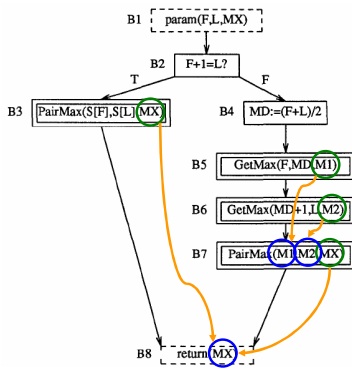 B1 param(F,L,MX)
B2 F+1=L?
T F
B3 PairMax(S[F],S[L] MX)
B4 MD:=(F+L)/2
B5 GetMax(F,MD M1)
B6 GetMax(MD+1,L M2)
B7 PairMax(M1 M2 MX)
B8 return MX